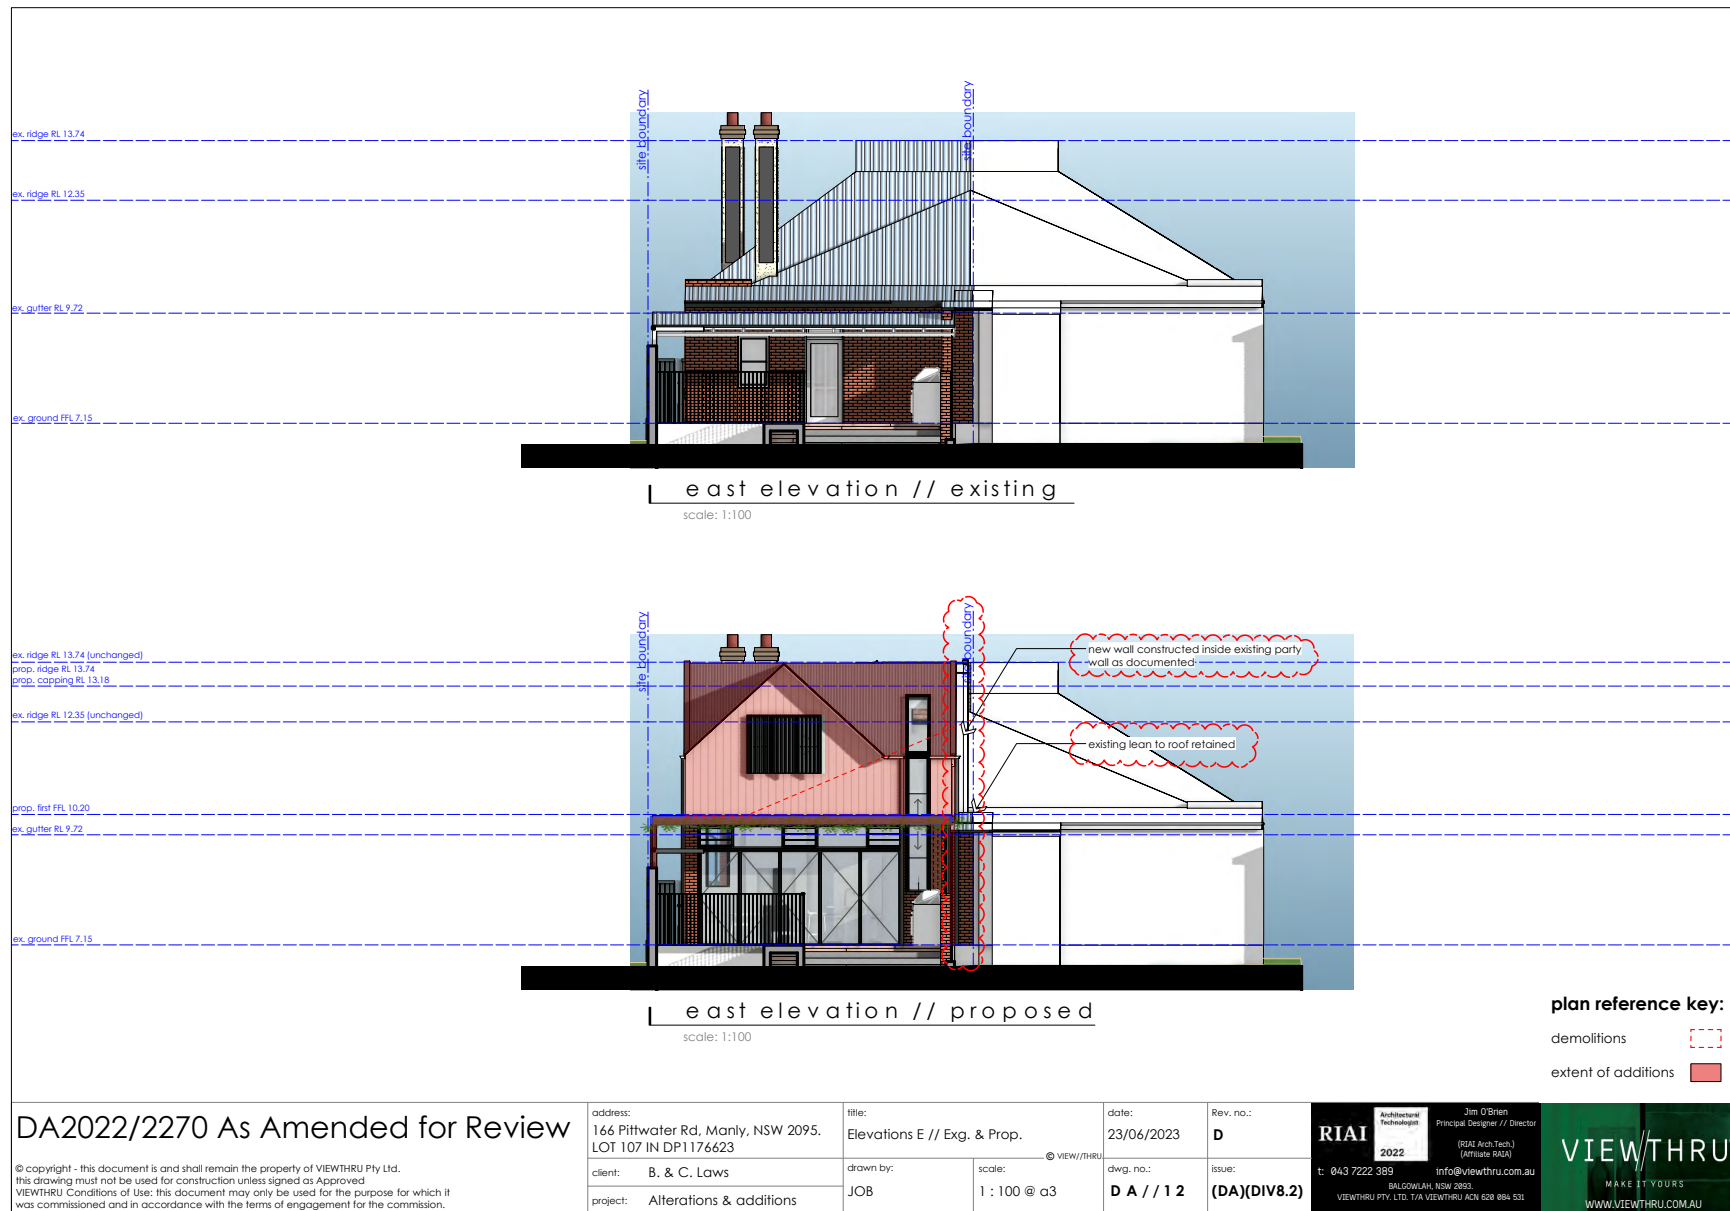 site boundary
site boundary
ex. ridge RL 13.74
ex. ridge RL 12.35
ex. gutter RL 9.72
ex. ground FFL 7.15
east elevation // existing
scale: 1:100
site boundary
site boundary
ex. ridge RL 13.74 (unchanged)
prop. ridge RL 13.74
prop. capping RL 13.18
ex. ridge RL 12.35 (unchanged)
prop. first FFL 10.20
ex. gutter RL 9.72
ex. ground FFL 7.15
new wall constructed inside existing party
wall as documented
existing lean to roof retained
east elevation // proposed
scale: 1:100
plan reference key:
demolitions
extent of additions
DA2022/2270 As Amended for Review
© copyright - this document is and shall remain the property of VIEWTHRU Pty Ltd.
this drawing must not be used for construction unless signed as Approved
VIEWTHRU Conditions of Use: this document may only be used for the purpose for which it
was commissioned and in accordance with the terms of engagement for the commission.
address:
166 Pittwater Rd, Manly, NSW 2095.
LOT 107 IN DP1176623
client: B. & C. Laws
project: Alterations & additions
title:
Elevations E // Exg. & Prop.
© VIEW//THRU
drawn by:
JOB
scale:
1 : 100 @ a3
date:
23/06/2023
Rev. no.:
D
dwg. no.:
DA//12
issue:
(DA)(DIV8.2)
RIAI
Architectural
Technologist
2022
Jim O'Brien
Principal Designer // Director
(RIAI Arch.Tech.)
(Affiliate RAIA)
t: 043 7222 389 info@viewthru.com.au
BALGOWLAH, NSW 2093.
VIEWTHRU PTY. LTD. T/A VIEWTHRU ACN 620 084 531
VIEW//THRU
MAKE IT YOURS
WWW.VIEWTHRU.COM.AU